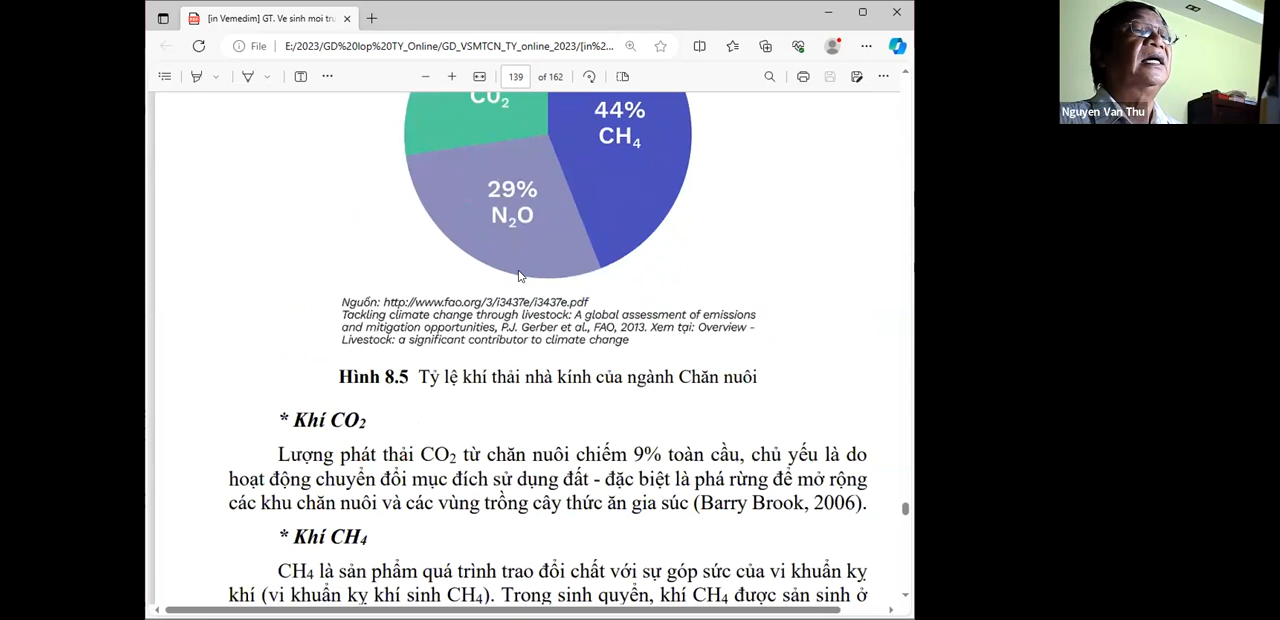 [in Vemedim] GT. Ve sinh moi tru
File
E:/2023/GD%20lop%20TY_Online/GD_VSMTCN_TY_online_2023/[in%2...
139 of 162
CO₂
44%
CH₄
29%
N₂O
Nguồn: http://www.fao.org/3/i3437e/i3437e.pdf
Tackling climate change through livestock: A global assessment of emissions
and mitigation opportunities, P.J. Gerber et al., FAO, 2013. Xem tại: Overview -
Livestock: a significant contributor to climate change
Hình 8.5 Tỷ lệ khí thải nhà kính của ngành Chăn nuôi
* Khí CO₂
Lượng phát thải CO₂ từ chăn nuôi chiếm 9% toàn cầu, chủ yếu là do
hoạt động chuyển đổi mục đích sử dụng đất - đặc biệt là phá rừng để mở rộng
các khu chăn nuôi và các vùng trồng cây thức ăn gia súc (Barry Brook, 2006).
* Khí CH₄
CH₄ là sản phẩm quá trình trao đổi chất với sự góp sức của vi khuẩn kỵ
khí (vi khuẩn kỵ khí sinh CH₄). Trong sinh quyển, khí CH₄ được sản sinh ở
Nguyen Van Thu